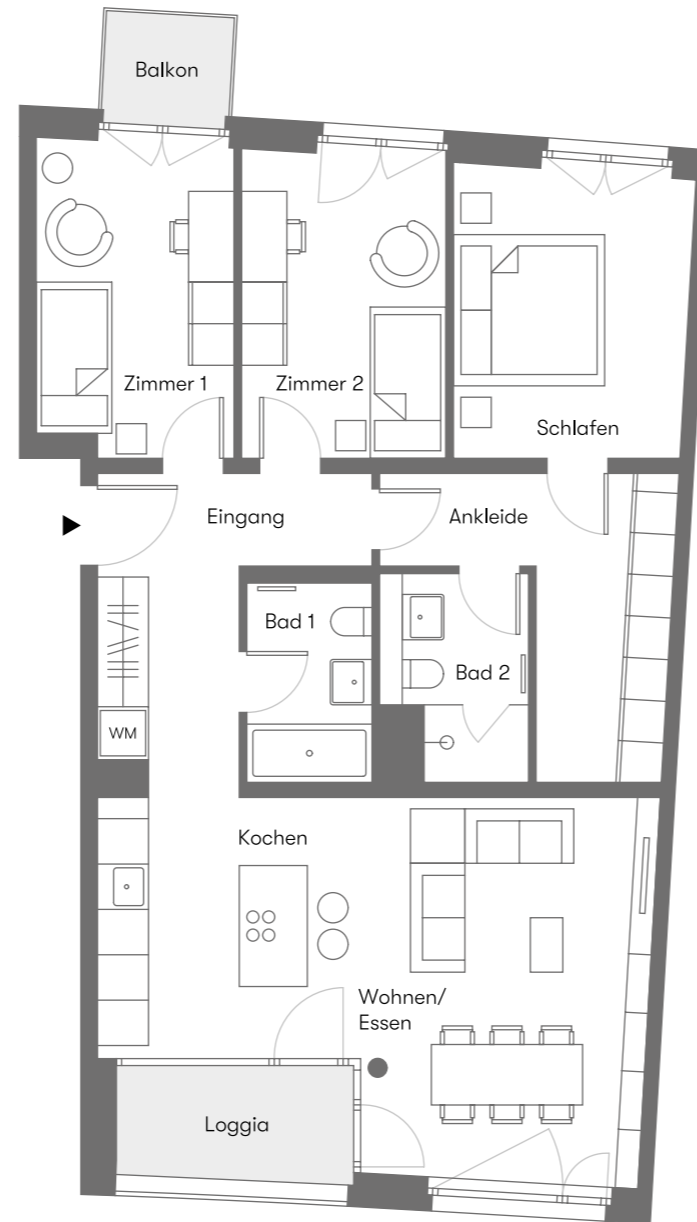 Balkon
Zimmer 1
Zimmer 2
Schlafen
Eingang
Ankleide
Bad 1
Bad 2
WM
Kochen
Wohnen/
Essen
Loggia